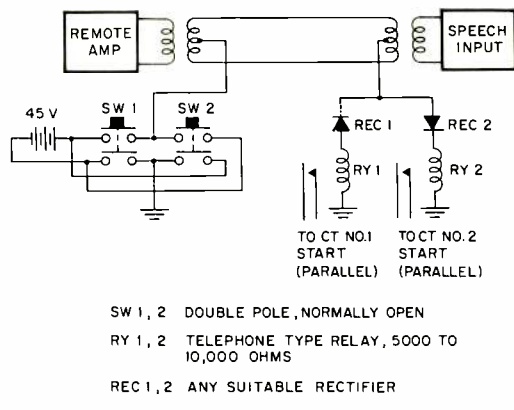 REMOTE
AMP
SPEECH
INPUT
45 V
SW 1
SW 2
REC 1
REC 2
RY 1
RY 2
TO CT NO.1
START
(PARALLEL)
TO CT NO.2
START
(PARALLEL)
SW 1, 2 DOUBLE POLE, NORMALLY OPEN
RY 1, 2 TELEPHONE TYPE RELAY, 5000 TO
10,000 OHMS
REC 1, 2 ANY SUITABLE RECTIFIER